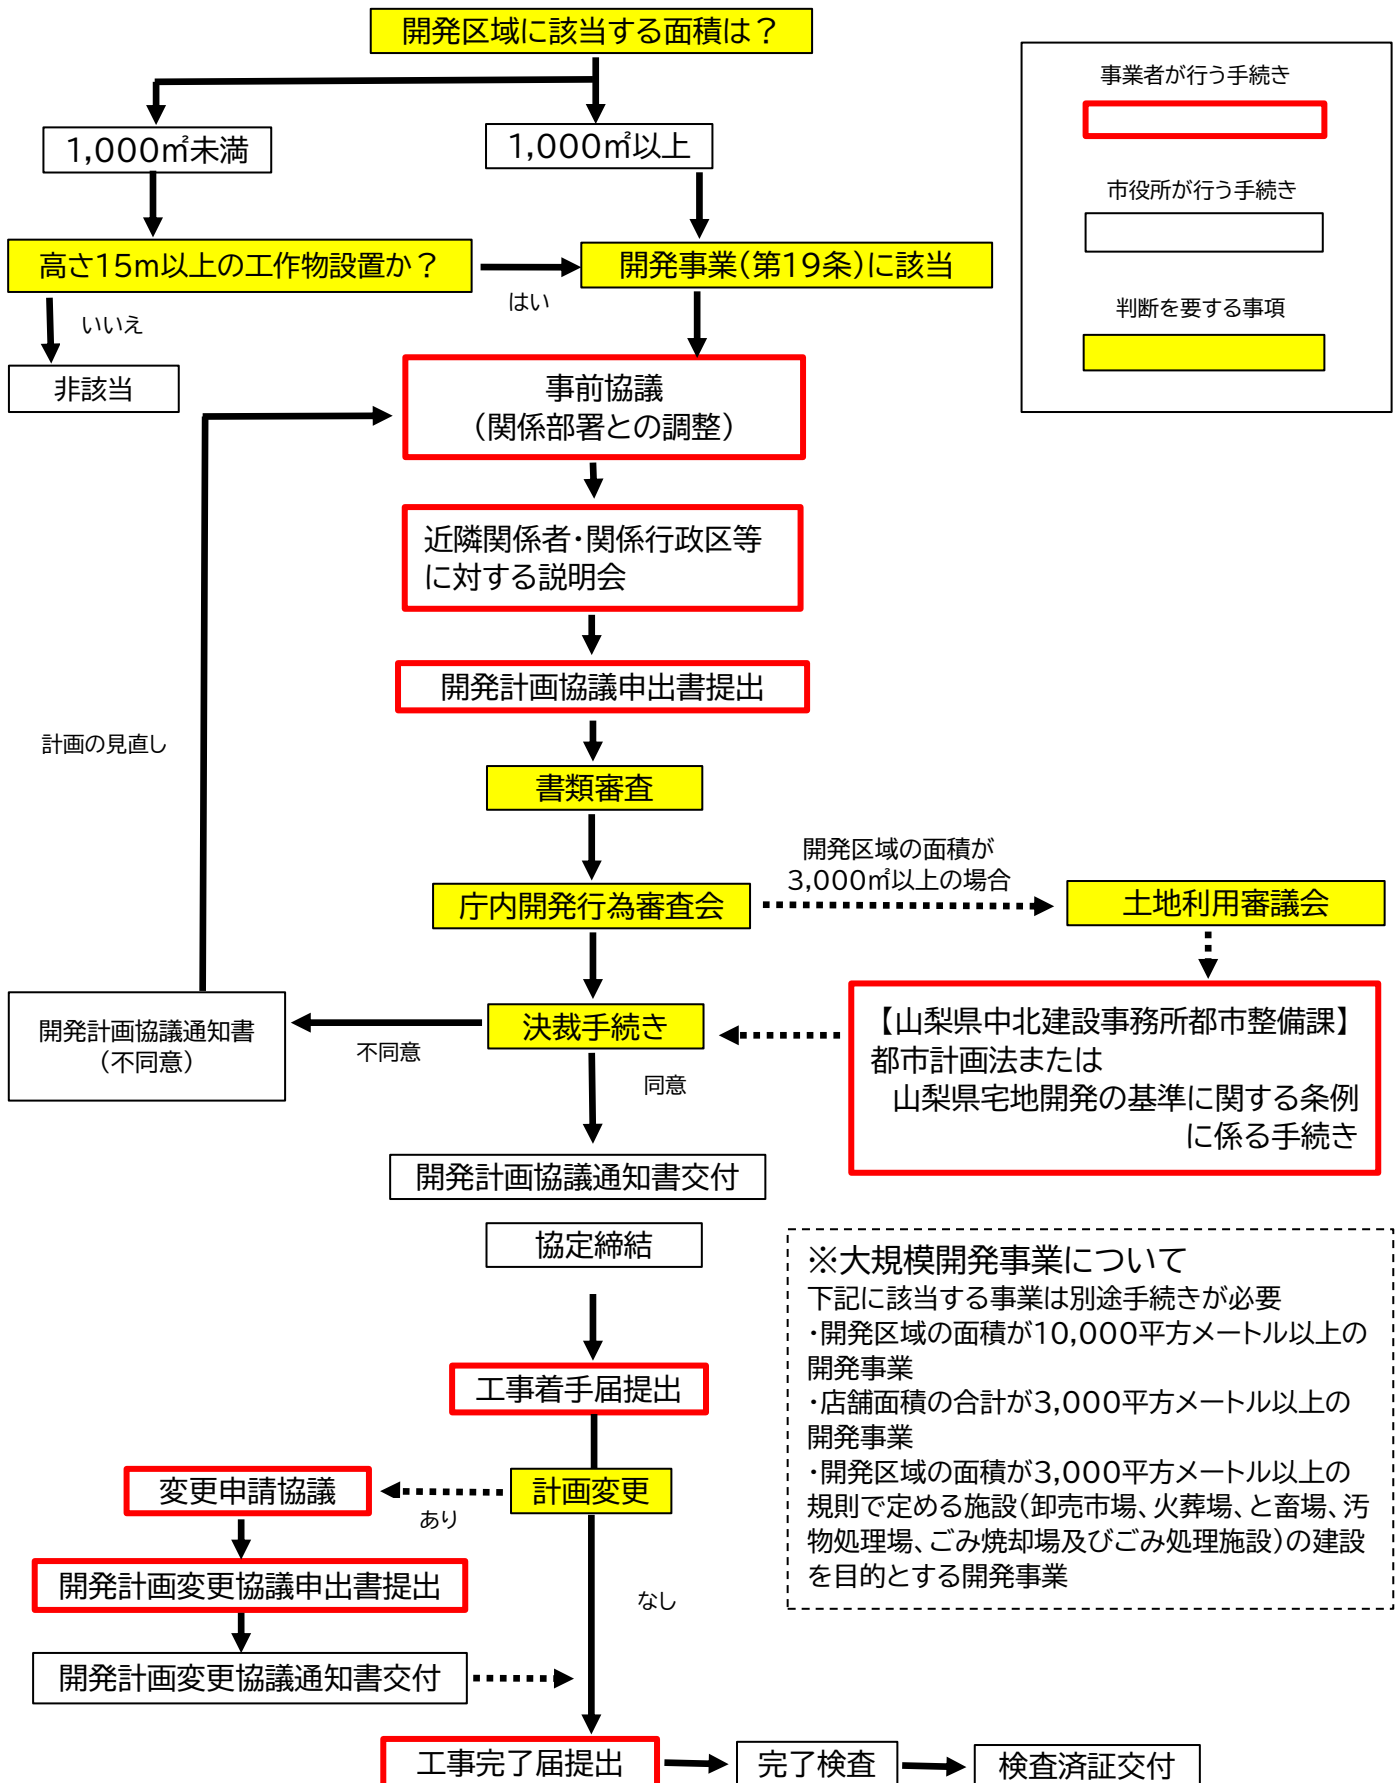 開発区域に該当する面積は？
事業者が行う手続き
1,000㎡未満
1,000㎡以上
市役所が行う手続き
高さ15m以上の工作物設置か？
はい
開発事業(第19条)に該当
いいえ
判断を要する事項
非該当
事前協議
（関係部署との調整）
近隣関係者・関係行政区等
に対する説明会
開発計画協議申出書提出
計画の見直し
書類審査
開発区域の面積が
3,000㎡以上の場合
庁内開発行為審査会
土地利用審議会
開発計画協議通知書
（不同意）
不同意
決裁手続き
同意
【山梨県中北建設事務所都市整備課】
都市計画法または
山梨県宅地開発の基準に関する条例
に係る手続き
開発計画協議通知書交付
協定締結
※大規模開発事業について
下記に該当する事業は別途手続きが必要
・開発区域の面積が10,000平方メートル以上の
開発事業
・店舗面積の合計が3,000平方メートル以上の
開発事業
・開発区域の面積が3,000平方メートル以上の
規則で定める施設(卸売市場、火葬場、と畜場、汚
物処理場、ごみ焼却場及びごみ処理施設)の建設
を目的とする開発事業
工事着手届提出
変更申請協議
あり
計画変更
開発計画変更協議申出書提出
なし
開発計画変更協議通知書交付
工事完了届提出
完了検査
検査済証交付